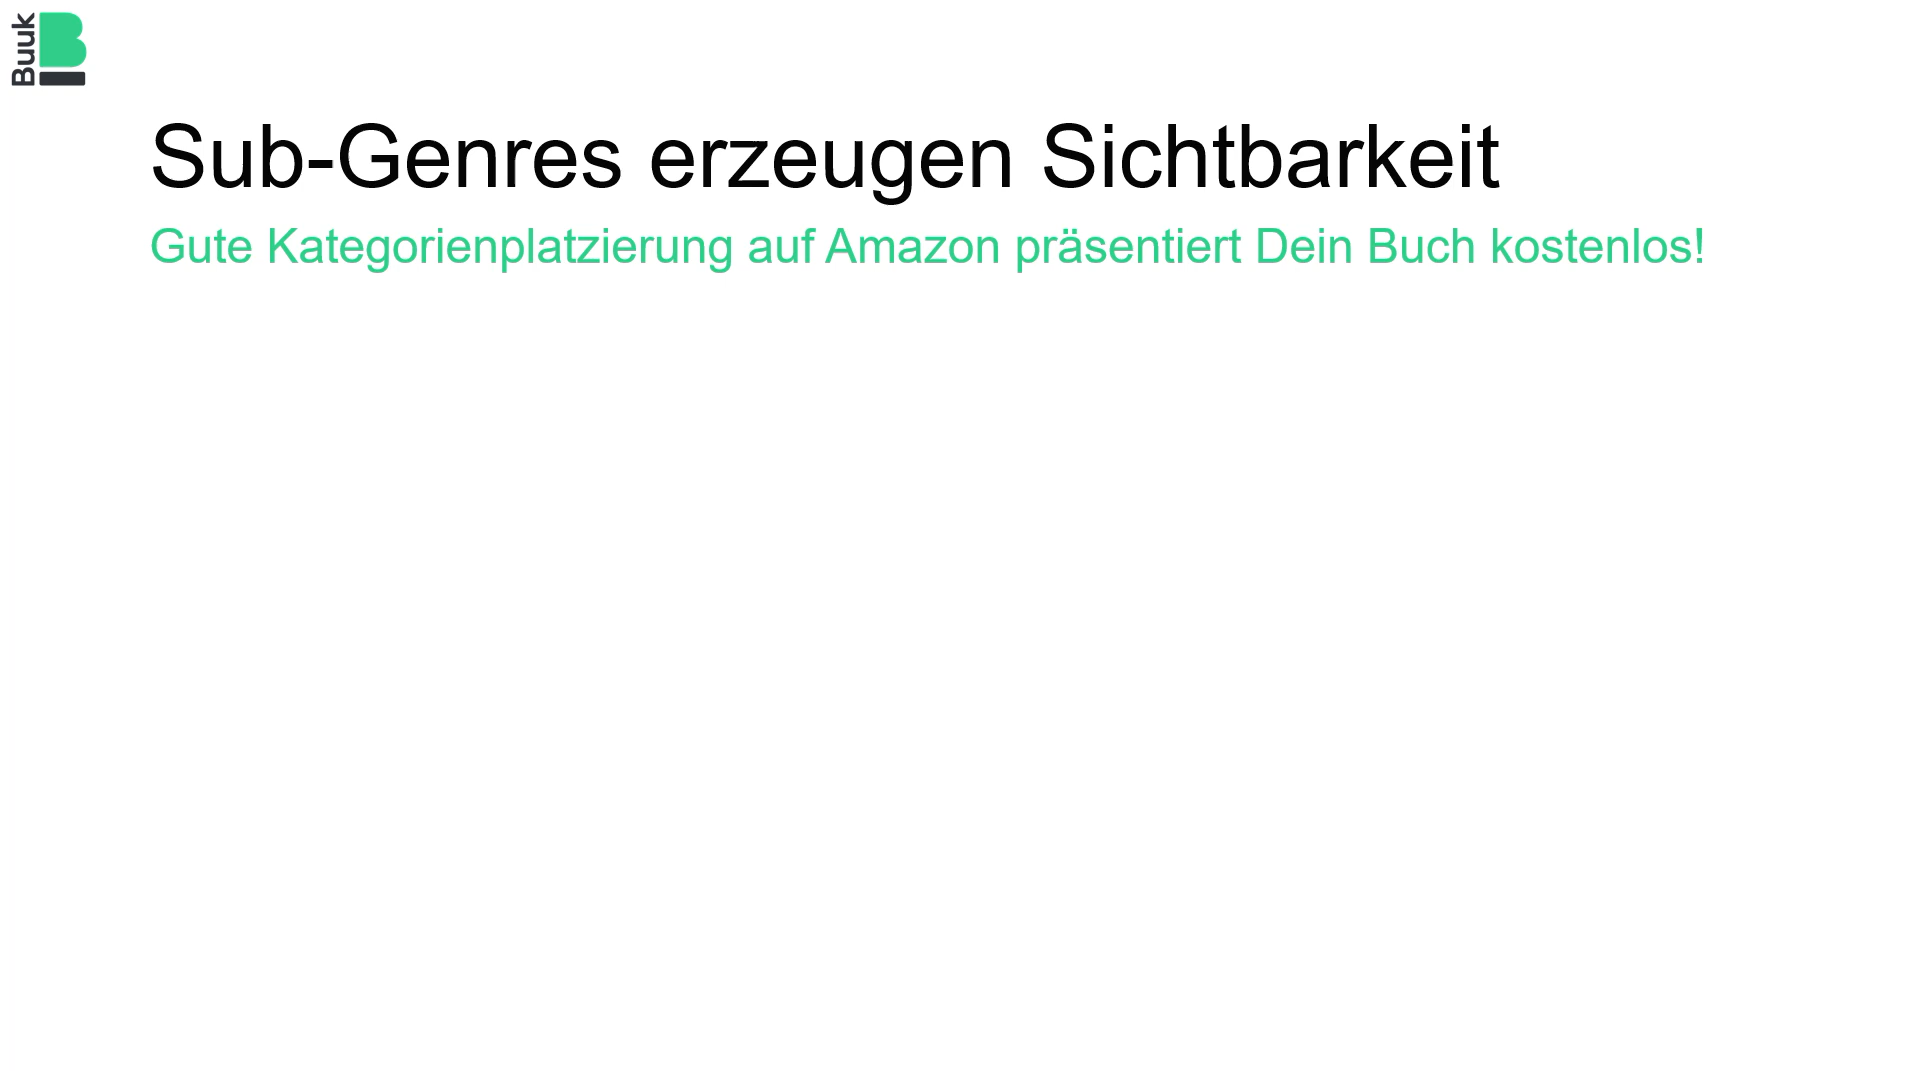 Buuk
Sub-Genres erzeugen Sichtbarkeit
Gute Kategorienplatzierung auf Amazon präsentiert Dein Buch kostenlos!